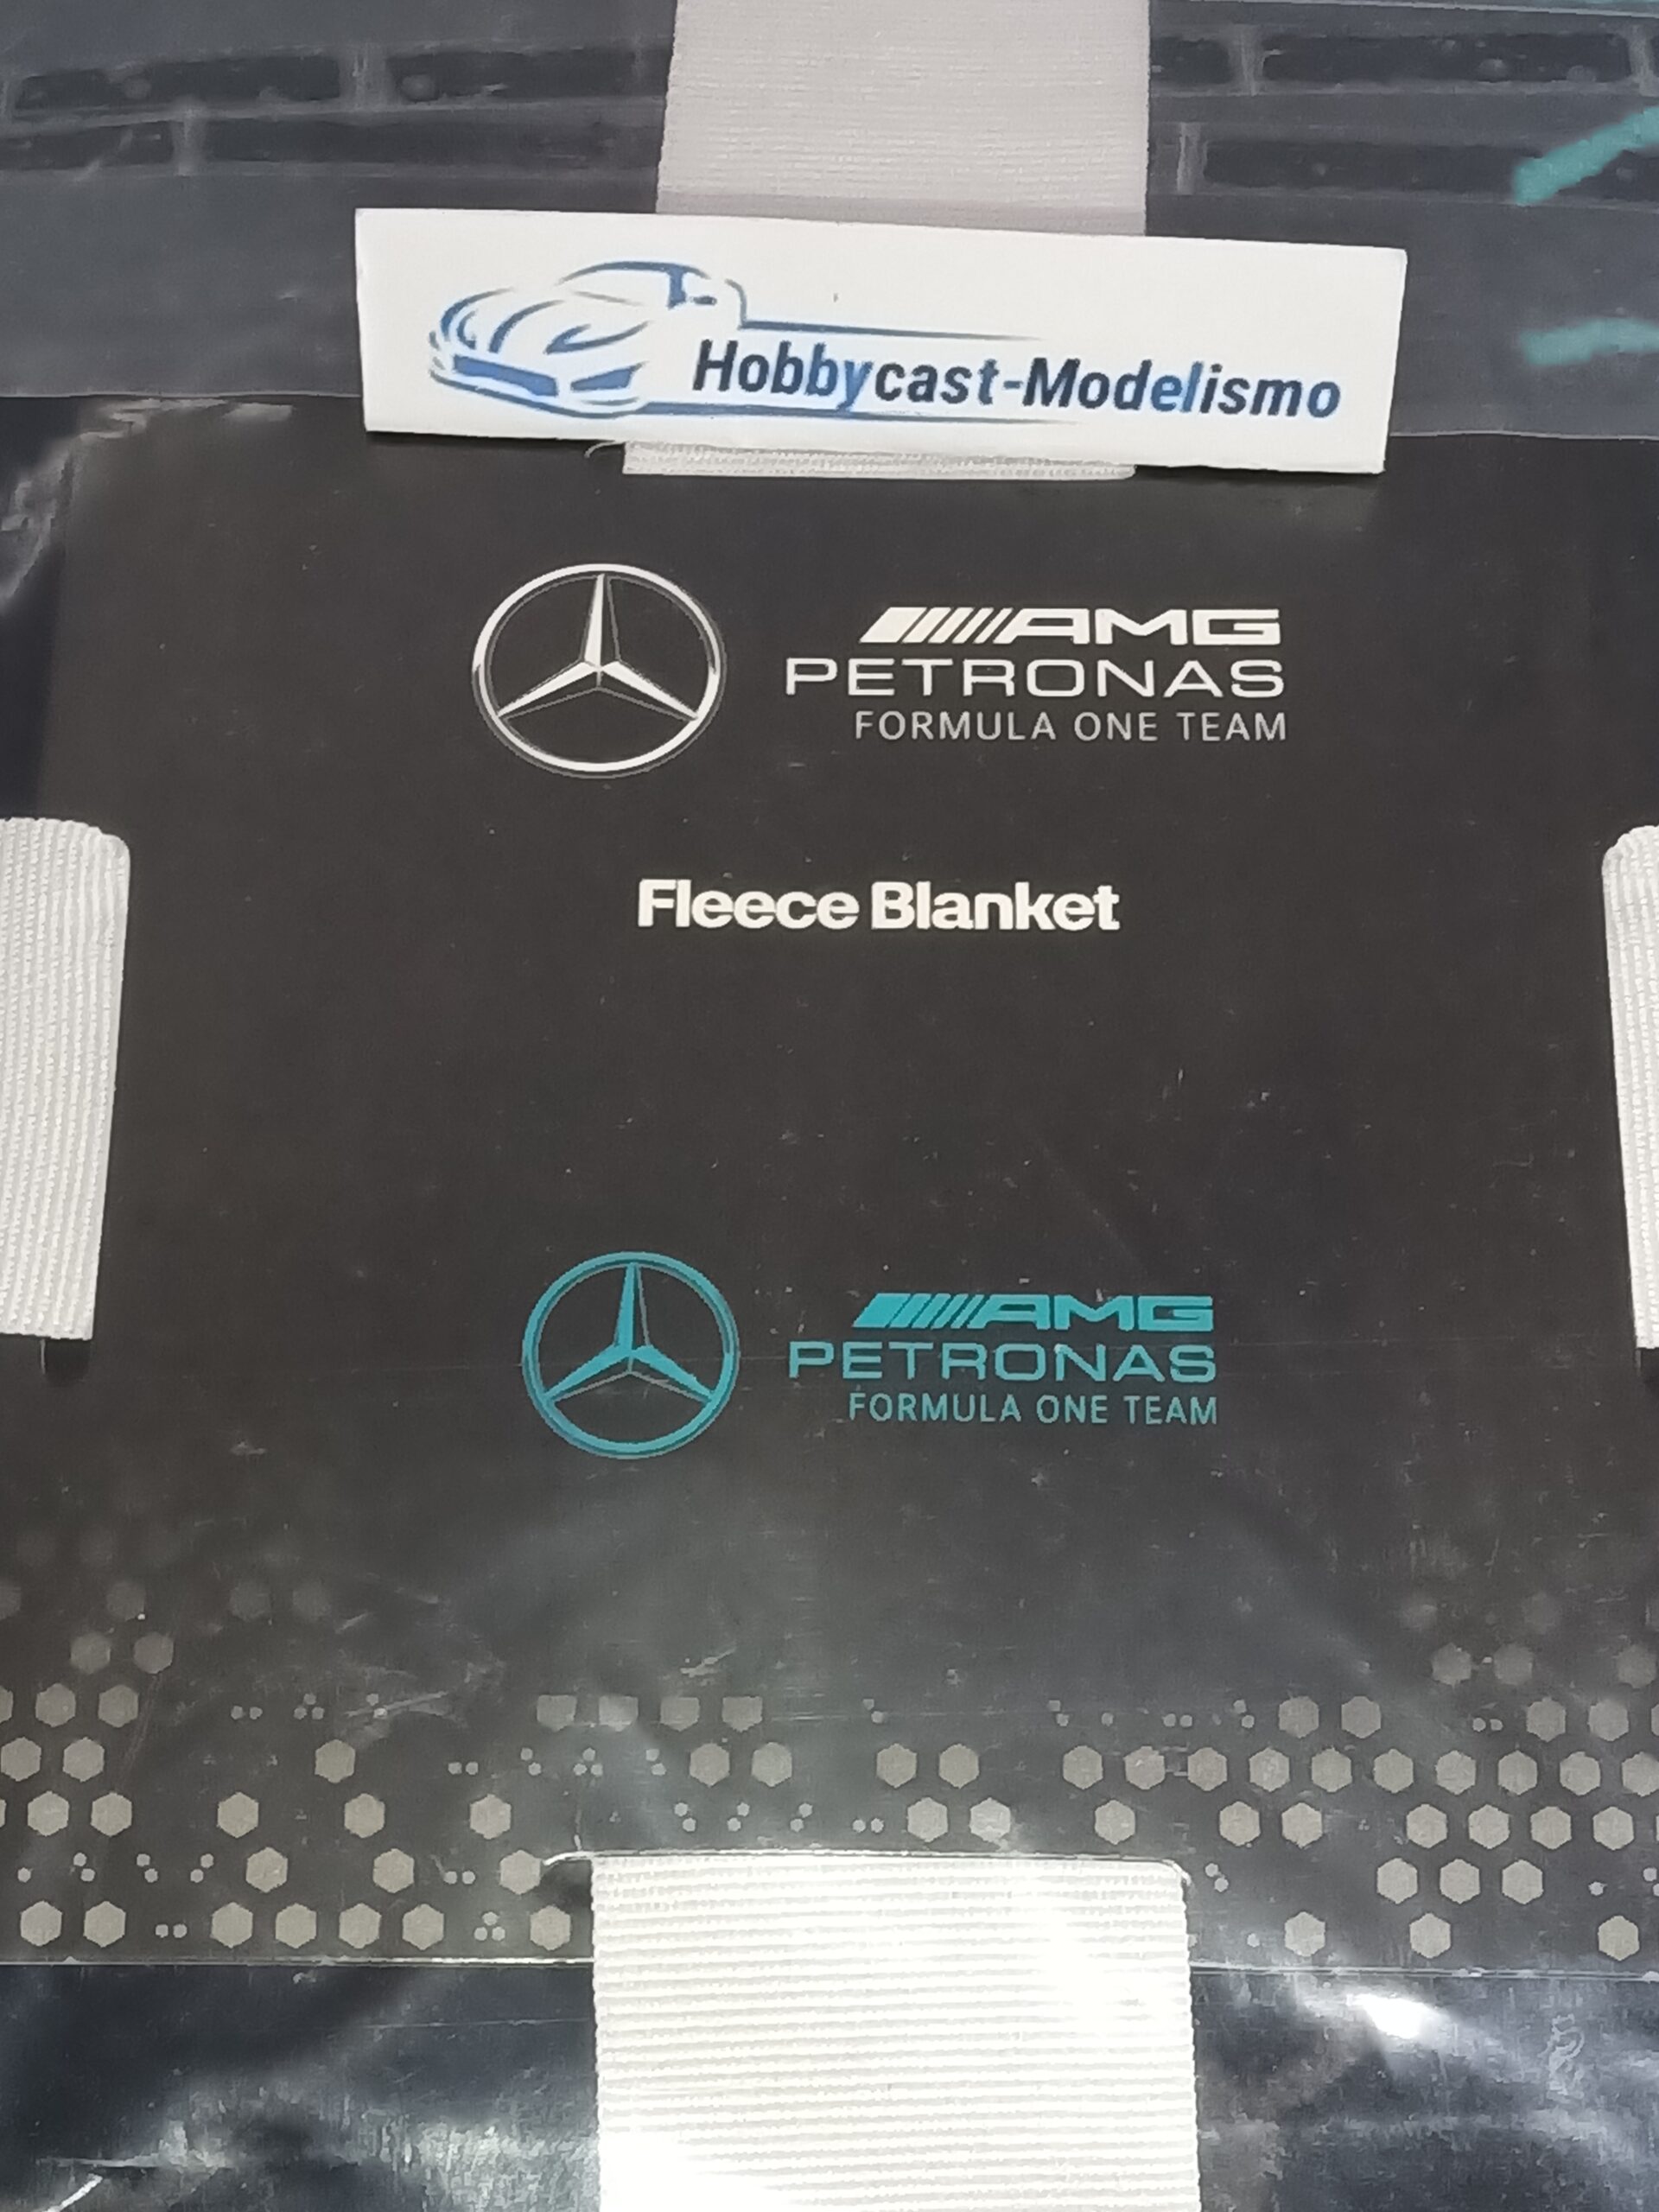 Hobbycast-Modelismo
AMG
PETRONAS
FORMULA ONE TEAM
Fleece Blanket
AMG
PETRONAS
FORMULA ONE TEAM